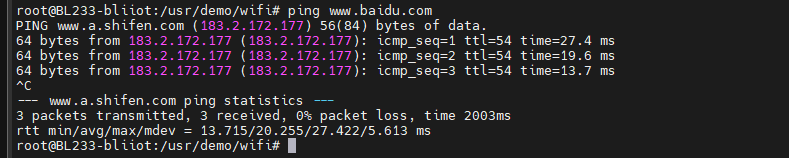 root@BL233-bliiot:/usr/demo/wifi# ping www.baidu.com
PING www.a.shifen.com (183.2.172.177) 56(84) bytes of data.
64 bytes from 183.2.172.177 (183.2.172.177): icmp_seq=1 ttl=54 time=27.4 ms
64 bytes from 183.2.172.177 (183.2.172.177): icmp_seq=2 ttl=54 time=19.6 ms
64 bytes from 183.2.172.177 (183.2.172.177): icmp_seq=3 ttl=54 time=13.7 ms
^C
--- www.a.shifen.com ping statistics ---
3 packets transmitted, 3 received, 0% packet loss, time 2003ms
rtt min/avg/max/mdev = 13.715/20.255/27.422/5.613 ms
root@BL233-bliiot:/usr/demo/wifi#